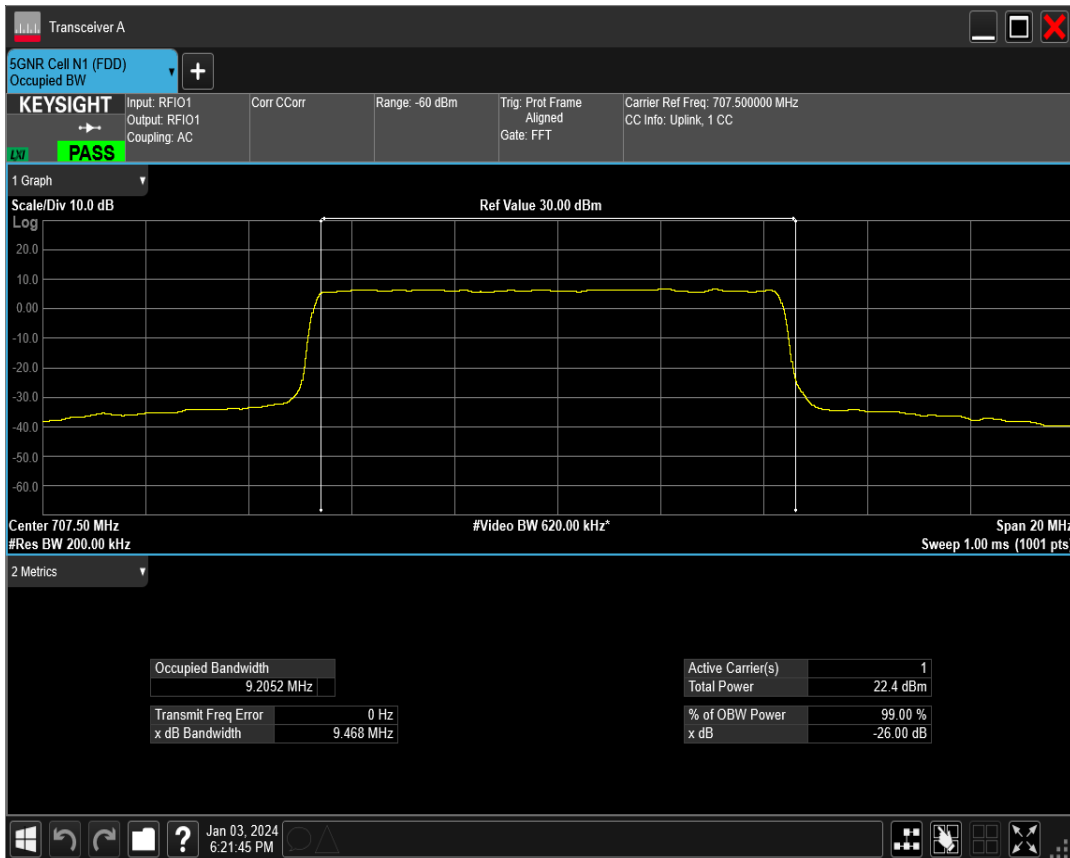 Transceiver A
5GNR Cell N1 (FDD)
Occupied BW
KEYSIGHT
LXI
PASS
Input: RFIO1
Output: RFIO1
Coupling: AC
Corr CCorr
Range: -60 dBm
Trig: Prot Frame
Aligned
Gate: FFT
Carrier Ref Freq: 707.500000 MHz
CC Info: Uplink, 1 CC
1 Graph
Scale/Div 10.0 dB
Ref Value 30.00 dBm
Log
20.0
10.0
0.00
-10.0
-20.0
-30.0
-40.0
-50.0
-60.0
Center 707.50 MHz
#Video BW 620.00 kHz*
Span 20 MHz
#Res BW 200.00 kHz
Sweep 1.00 ms (1001 pts)
2 Metrics
Occupied Bandwidth
9.2052 MHz
Transmit Freq Error 0 Hz
x dB Bandwidth 9.468 MHz
Active Carrier(s) 1
Total Power 22.4 dBm
% of OBW Power 99.00 %
x dB -26.00 dB
?
Jan 03, 2024
6:21:45 PM